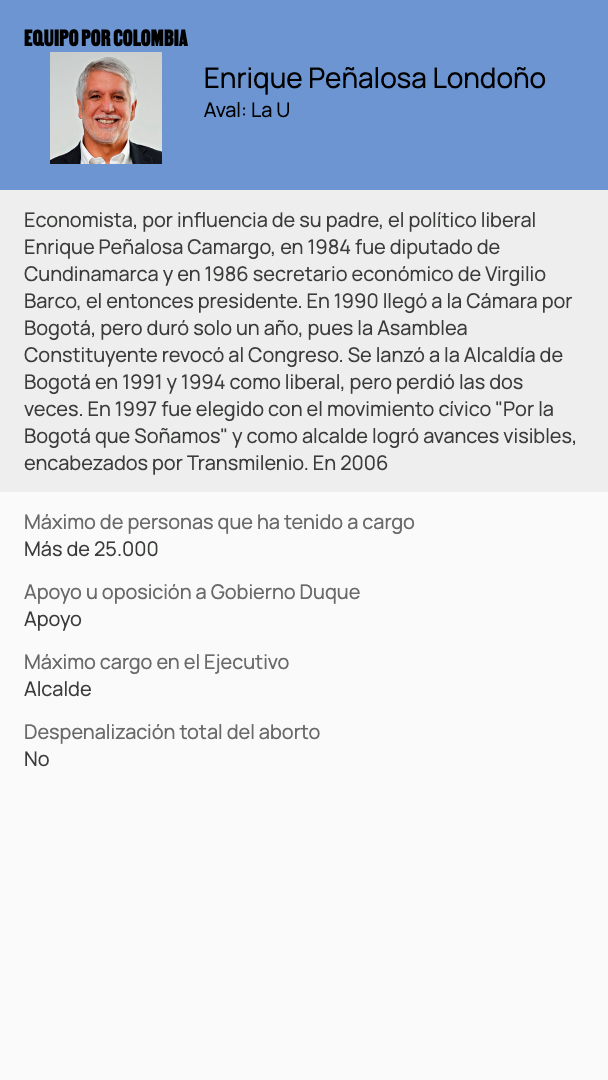 EQUIPO POR COLOMBIA
Enrique Peñalosa Londoño
Aval: La U
Economista, por influencia de su padre, el político liberal
Enrique Peñalosa Camargo, en 1984 fue diputado de
Cundinamarca y en 1986 secretario económico de Virgilio
Barco, el entonces presidente. En 1990 llegó a la Cámara por
Bogotá, pero duró solo un año, pues la Asamblea
Constituyente revocó al Congreso. Se lanzó a la Alcaldía de
Bogotá en 1991 y 1994 como liberal, pero perdió las dos
veces. En 1997 fue elegido con el movimiento cívico "Por la
Bogotá que Soñamos" y como alcalde logró avances visibles,
encabezados por Transmilenio. En 2006
Máximo de personas que ha tenido a cargo
Más de 25.000
Apoyo u oposición a Gobierno Duque
Apoyo
Máximo cargo en el Ejecutivo
Alcalde
Despenalización total del aborto
No